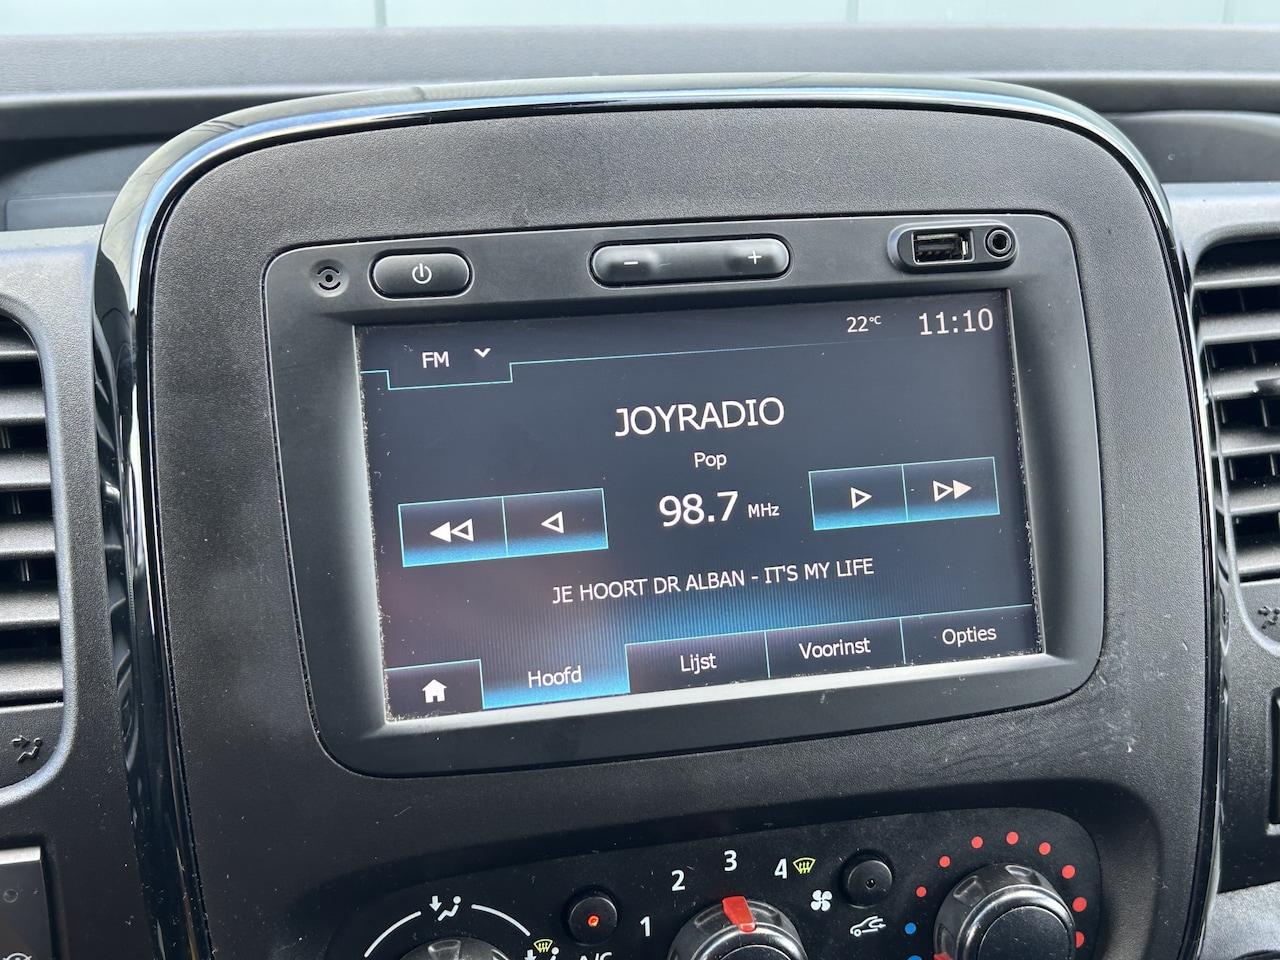 22°C 11:10
FM
JOYRADIO
Pop
98.7 MHz
JE HOORT DR ALBAN - IT'S MY LIFE
Hoofd Lijst Voorinst Opties
1 2 3 4
A/C